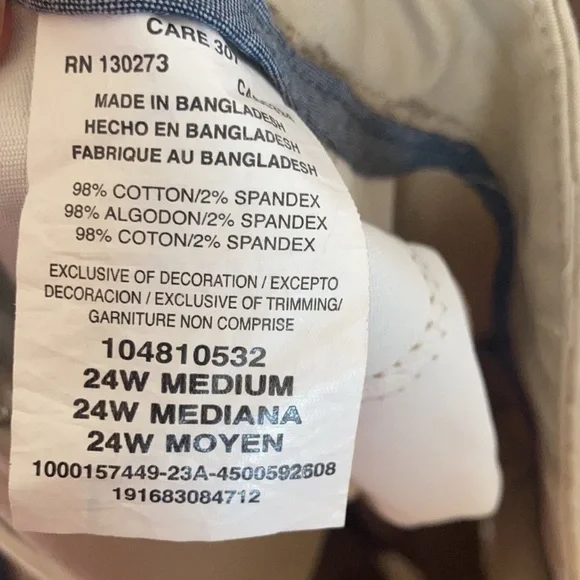 CARE 301
RN 130273
MADE IN BANGLADESH
HECHO EN BANGLADESH
FABRIQUE AU BANGLADESH
98% COTTON/2% SPANDEX
98% ALGODON/2% SPANDEX
98% COTON/2% SPANDEX
EXCLUSIVE OF DECORATION / EXCEPTO
DECORACION / EXCLUSIVE OF TRIMMING/
GARNITURE NON COMPRISE
104810532
24W MEDIUM
24W MEDIANA
24W MOYEN
1000157449-23A-4500592608
191683084712